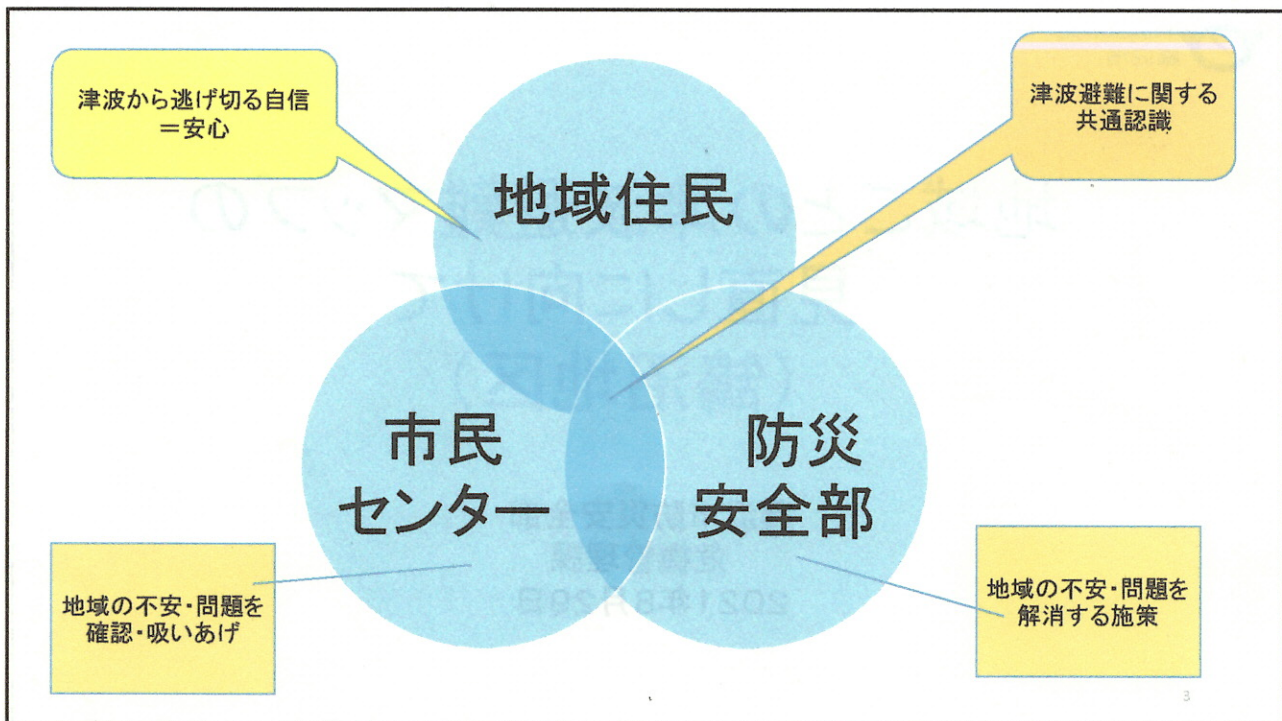 津波から逃げ切る自信
＝安心
津波避難に関する
共通認識
地域住民
市民
センター
防災
安全部
地域の不安・問題を
確認・吸いあげ
地域の不安・問題を
解消する施策
3